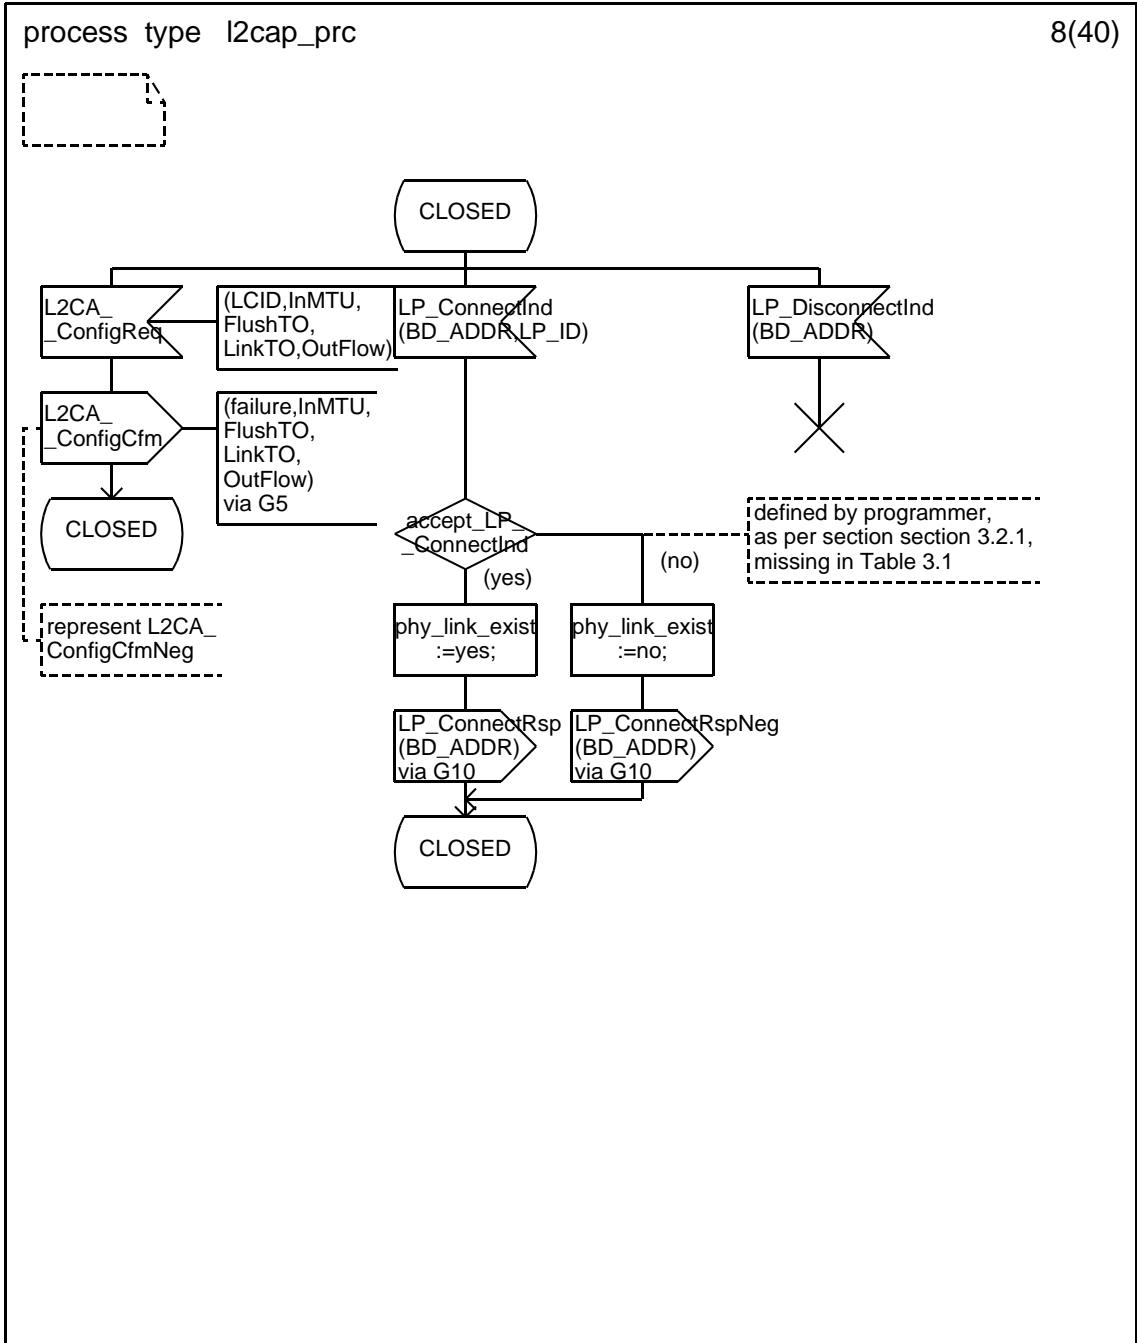 process type l2cap_prc
8(40)
CLOSED
L2CA_
_ConfigReq
(LCID,InMTU,
FlushTO,
LinkTO,OutFlow)
LP_ConnectInd
(BD_ADDR,LP_ID)
LP_DisconnectInd
(BD_ADDR)
L2CA_
_ConfigCfm
(failure,InMTU,
FlushTO,
LinkTO,
OutFlow)
via G5
CLOSED
accept_LP_
_ConnectInd
(yes)
(no)
defined by programmer,
as per section section 3.2.1,
missing in Table 3.1
represent L2CA_
ConfigCfmNeg
phy_link_exist
:=yes;
phy_link_exist
:=no;
LP_ConnectRsp
(BD_ADDR)
via G10
LP_ConnectRspNeg
(BD_ADDR)
via G10
CLOSED